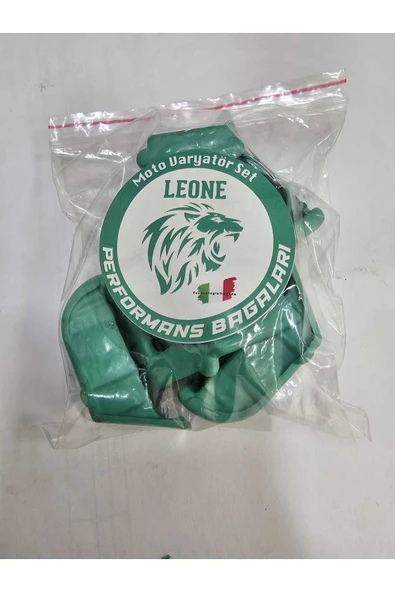 Moto Varyatör Set
LEONE
PERFORMANS BAGALARI